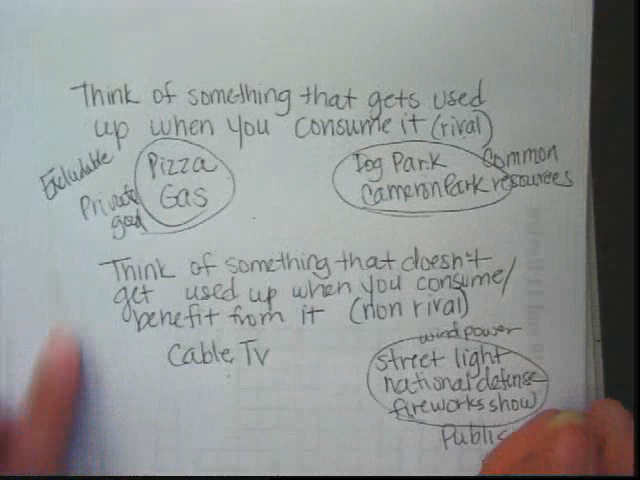 Think of something that gets used
up when you consume it (rival)
Excludable
Private
good
Pizza
Gas
Dog Park
Cameron Park
Common
resources
Think of something that doesn't
get used up when you consume/
benefit from it (non rival)
Cable TV
wind power
street light
national defense
fireworks show
Public